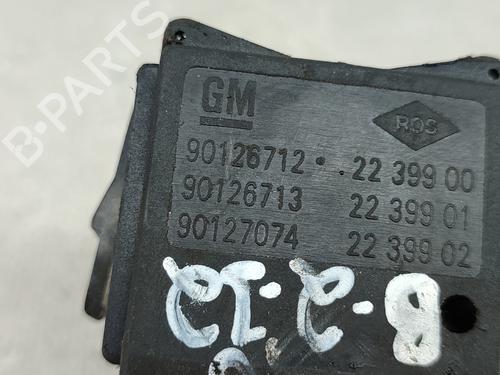 B-PARTS
GM
ROS
90126712 • .22 399 00
90126713 22 399 01
90127074 22 399 02